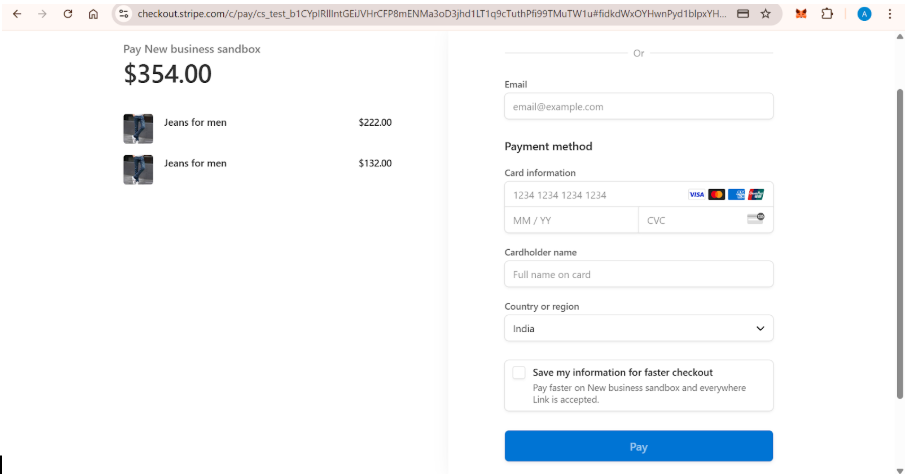 checkout.stripe.com/c/pay/
A
Pay New business sandbox
$354.00
Jeans for men $222.00
Jeans for men $132.00
Or
Email
email@example.com
Payment method
Card information
1234 1234 1234 1234 VISA
MM / YY CVC
Cardholder name
Full name on card
Country or region
India
Save my information for faster checkout
Pay faster on New business sandbox and everywhere
Link is accepted.
Pay